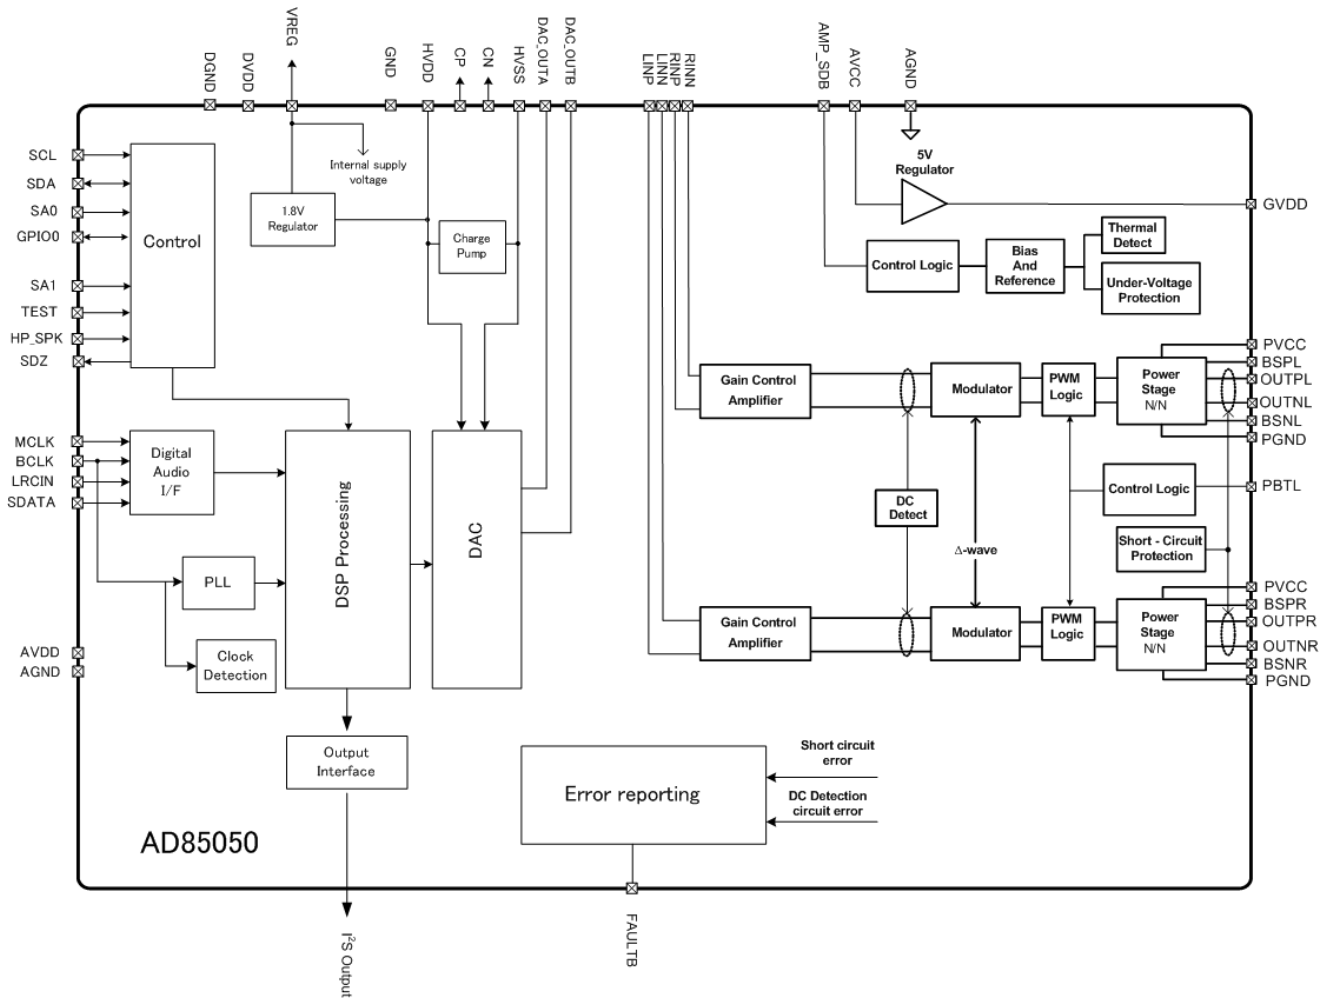 DGND
DVDD
VREG
GND
HVDD
CP
CN
HVSS
DAC_OUTA
DAC_OUTB
LINP
LINN
RINP
RINN
AMP_SDB
AVCC
AGND
SCL
SDA
SA0
GPIO0
SA1
TEST
HP_SPK
SDZ
Control
Internal supply
voltage
1.8V
Regulator
Charge
Pump
5V
Regulator
GVDD
Control Logic
Bias
And
Reference
Thermal
Detect
Under-Voltage
Protection
MCLK
BCLK
LRCIN
SDATA
Digital
Audio
I/F
PLL
Clock
Detection
AVDD
AGND
DSP Processing
DAC
Gain Control
Amplifier
Modulator
PWM
Logic
Power
Stage
N/N
PVCC
BSPL
OUTPL
OUTNL
BSNL
PGND
DC
Detect
Δ-wave
Control Logic
PBTL
Short - Circuit
Protection
Gain Control
Amplifier
Modulator
PWM
Logic
Power
Stage
N/N
PVCC
BSPR
OUTPR
OUTNR
BSNR
PGND
Output
Interface
Error reporting
Short circuit
error
DC Detection
circuit error
AD85050
I²S Output
FAULTB